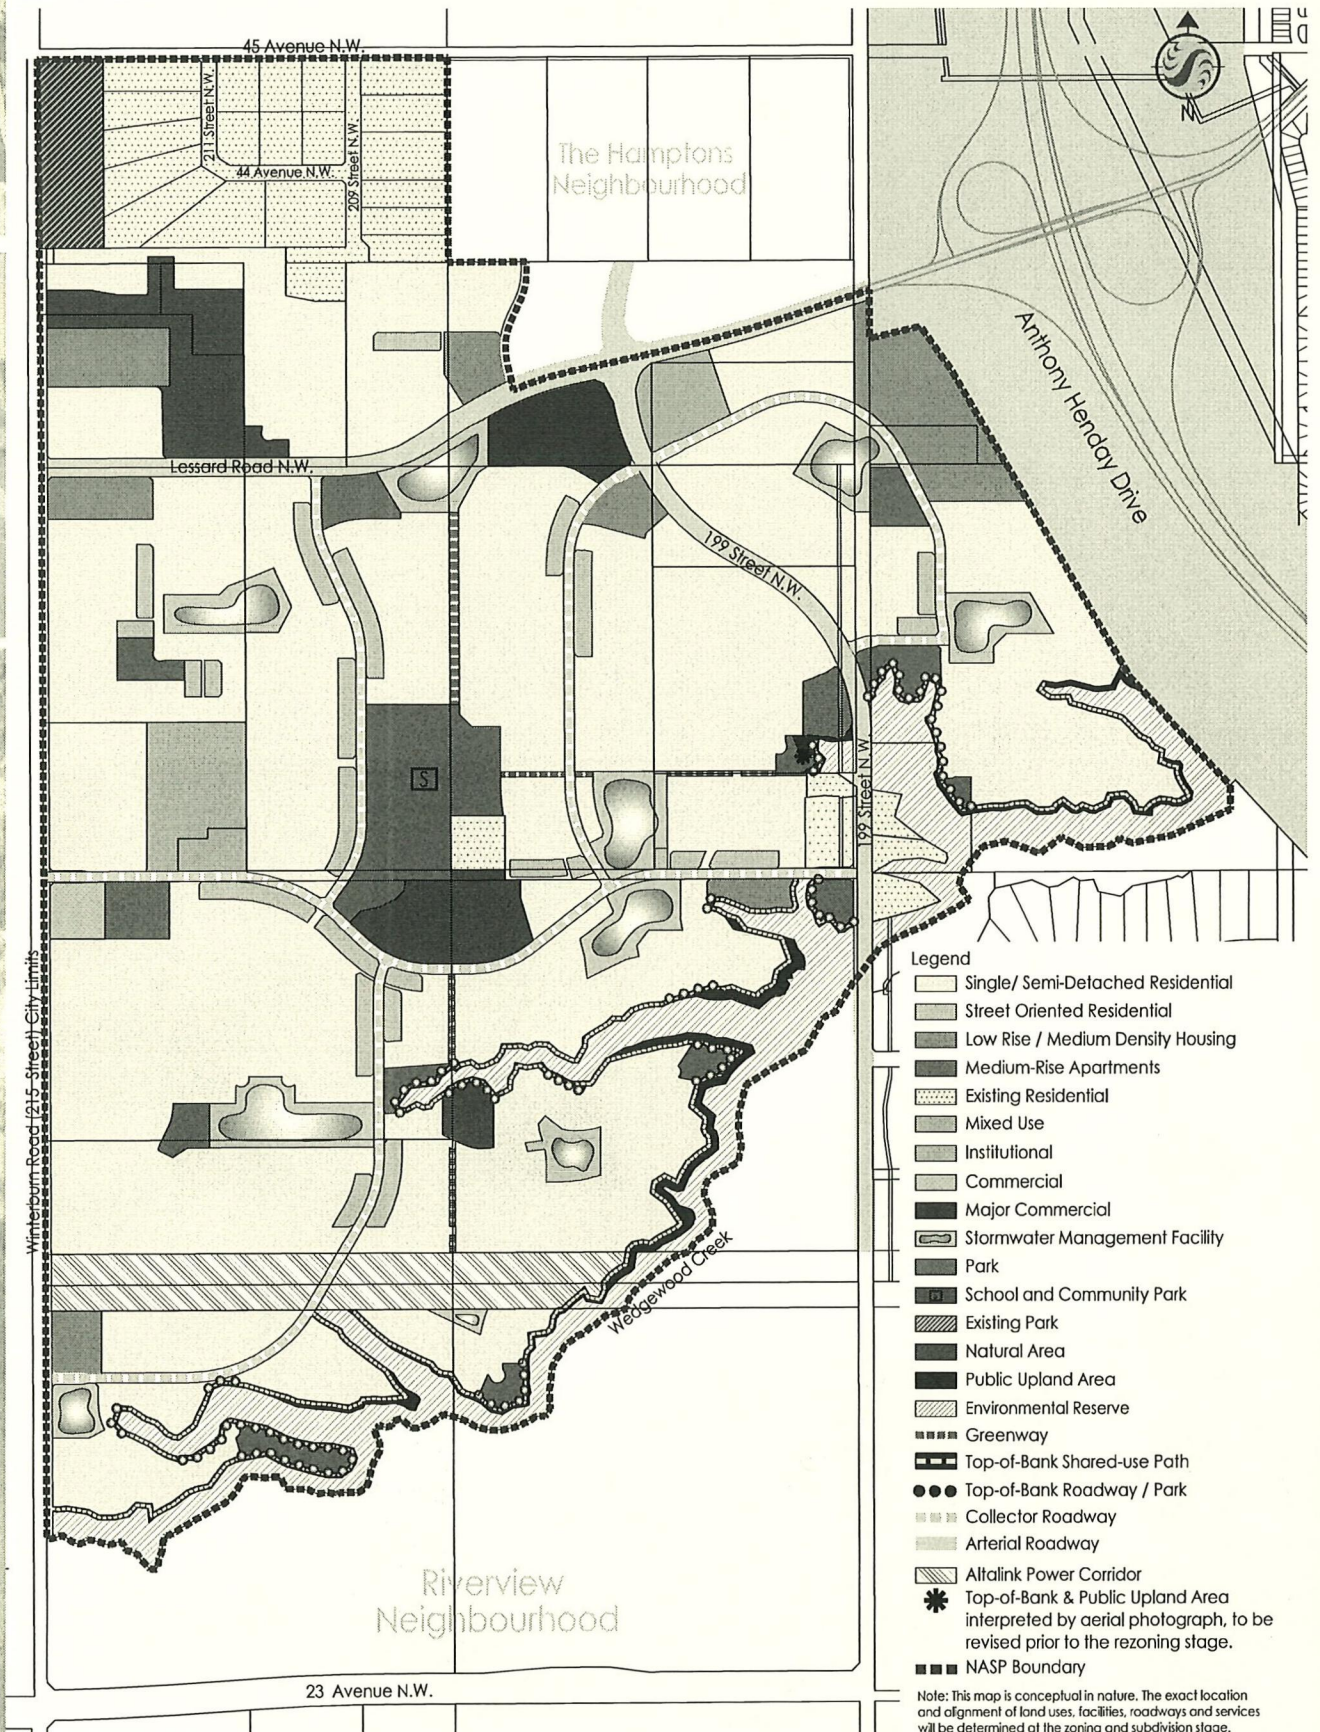 45 Avenue N.W.
211 Street N.W.
209 Street N.W.
44 Avenue N.W.
The Hamptons
Neighbourhood
N
Anthony Henday Drive
Lessard Road N.W.
199 Street N.W.
S
199 Street N.W.
Winterburn Road (215 Street) City Limits
Wedgewood Creek
Riverview
Neighbourhood
23 Avenue N.W.
Legend
Single/ Semi-Detached Residential
Street Oriented Residential
Low Rise / Medium Density Housing
Medium-Rise Apartments
Existing Residential
Mixed Use
Institutional
Commercial
Major Commercial
Stormwater Management Facility
Park
School and Community Park
Existing Park
Natural Area
Public Upland Area
Environmental Reserve
Greenway
Top-of-Bank Shared-use Path
Top-of-Bank Roadway / Park
Collector Roadway
Arterial Roadway
Altalink Power Corridor
Top-of-Bank & Public Upland Area
interpreted by aerial photograph, to be
revised prior to the rezoning stage.
NASP Boundary
Note: This map is conceptual in nature. The exact location
and alignment of land uses, facilities, roadways and services
will be determined at the zoning and subdivision stage.